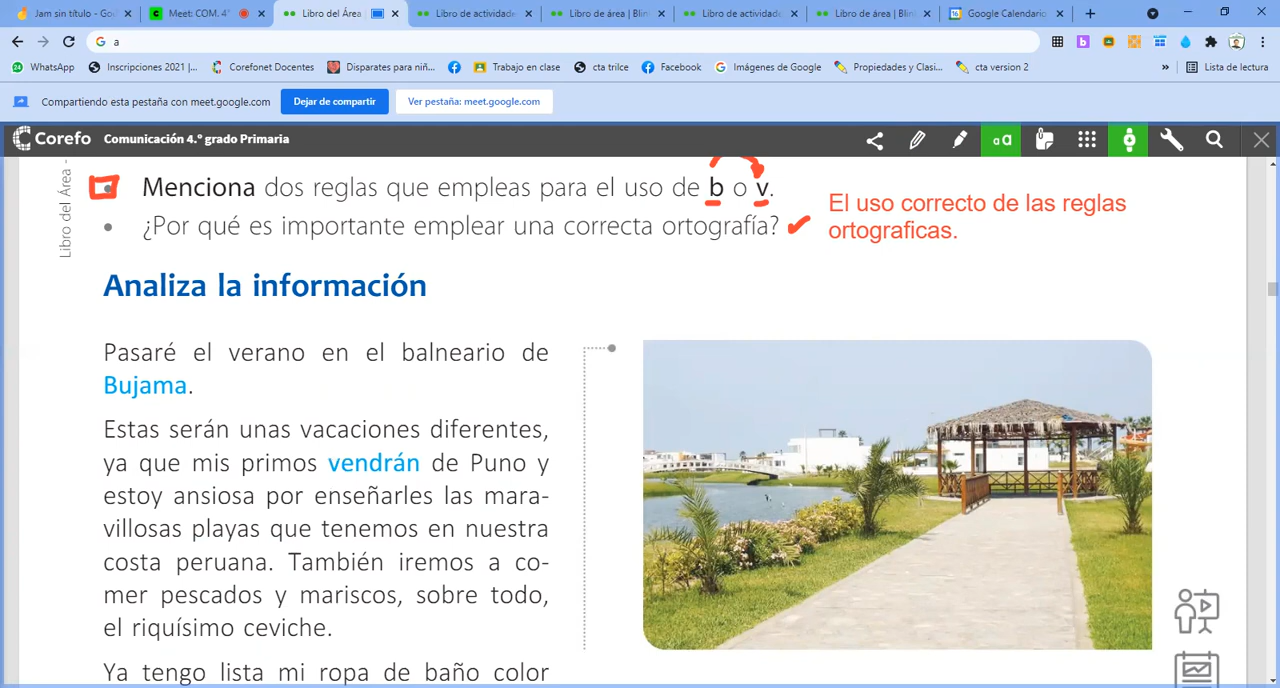 Jam sin título - Goo
Meet: COM. 4°
Libro del Área
Libro de actividade
Libro de área | Blin
Libro de actividade
Libro de área | Blin
16 Google Calendario
a
24 WhatsApp
Inscripciones 2021 |...
Corefonet Docentes
Disparates para niñ...
Trabajo en clase
cta trilce
Facebook
Imágenes de Google
Propiedades y Clasi...
cta version 2
»
Lista de lectura
Compartiendo esta pestaña con meet.google.com
Dejar de compartir
Ver pestaña: meet.google.com
Corefo Comunicación 4.° grado Primaria
aa
Libro del Área -
Menciona dos reglas que empleas para el uso de b o v.
• ¿Por qué es importante emplear una correcta ortografía?
El uso correcto de las reglas
ortograficas.
Analiza la información
Pasaré el verano en el balneario de
Bujama.
Estas serán unas vacaciones diferentes,
ya que mis primos vendrán de Puno y
estoy ansiosa por enseñarles las mara-
villosas playas que tenemos en nuestra
costa peruana. También iremos a co-
mer pescados y mariscos, sobre todo,
el riquísimo ceviche.
Ya tengo lista mi ropa de baño color